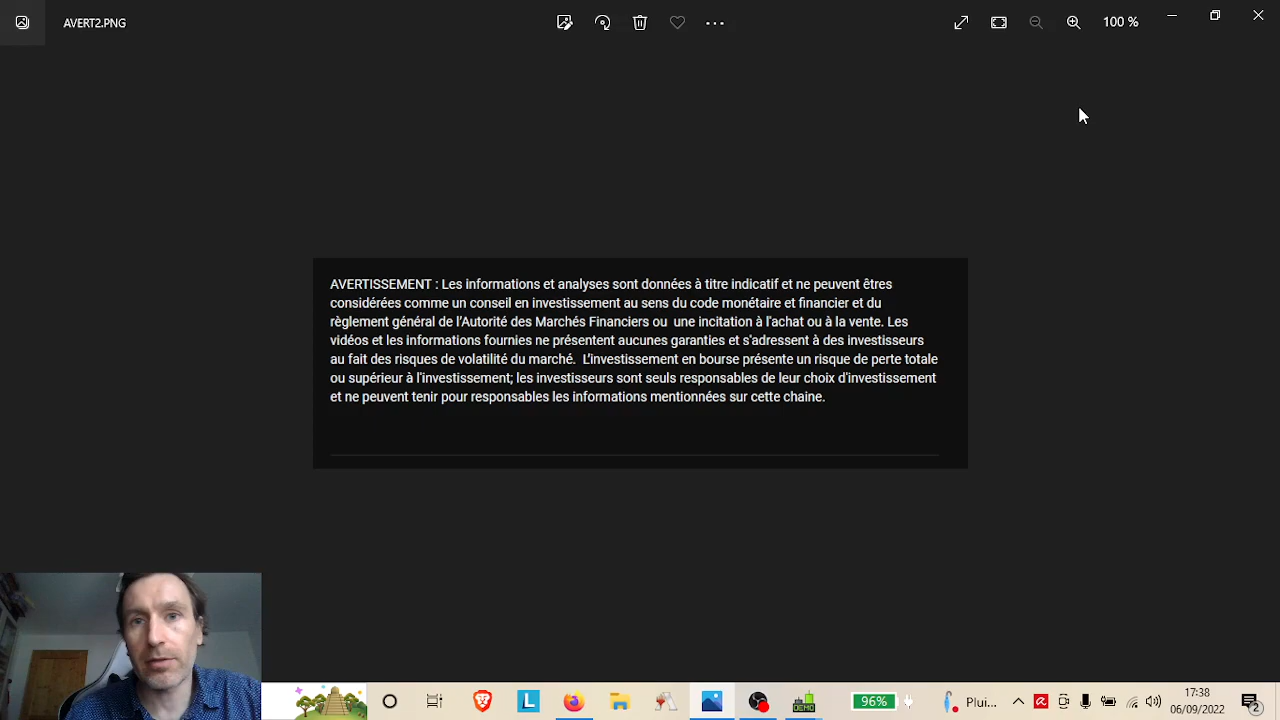 AVERT2.PNG
100 %
AVERTISSEMENT : Les informations et analyses sont données à titre indicatif et ne peuvent êtres
considérées comme un conseil en investissement au sens du code monétaire et financier et du
règlement général de l’Autorité des Marchés Financiers ou  une incitation à l'achat ou à la vente. Les
vidéos et les informations fournies ne présentent aucunes garanties et s'adressent à des investisseurs
au fait des risques de volatilité du marché.  L’investissement en bourse présente un risque de perte totale
ou supérieur à l'investissement; les investisseurs sont seuls responsables de leur choix d'investissement
et ne peuvent tenir pour responsables les informations mentionnées sur cette chaine.
L
DEMO
96%
Plui...
17:38
06/09/2022
2